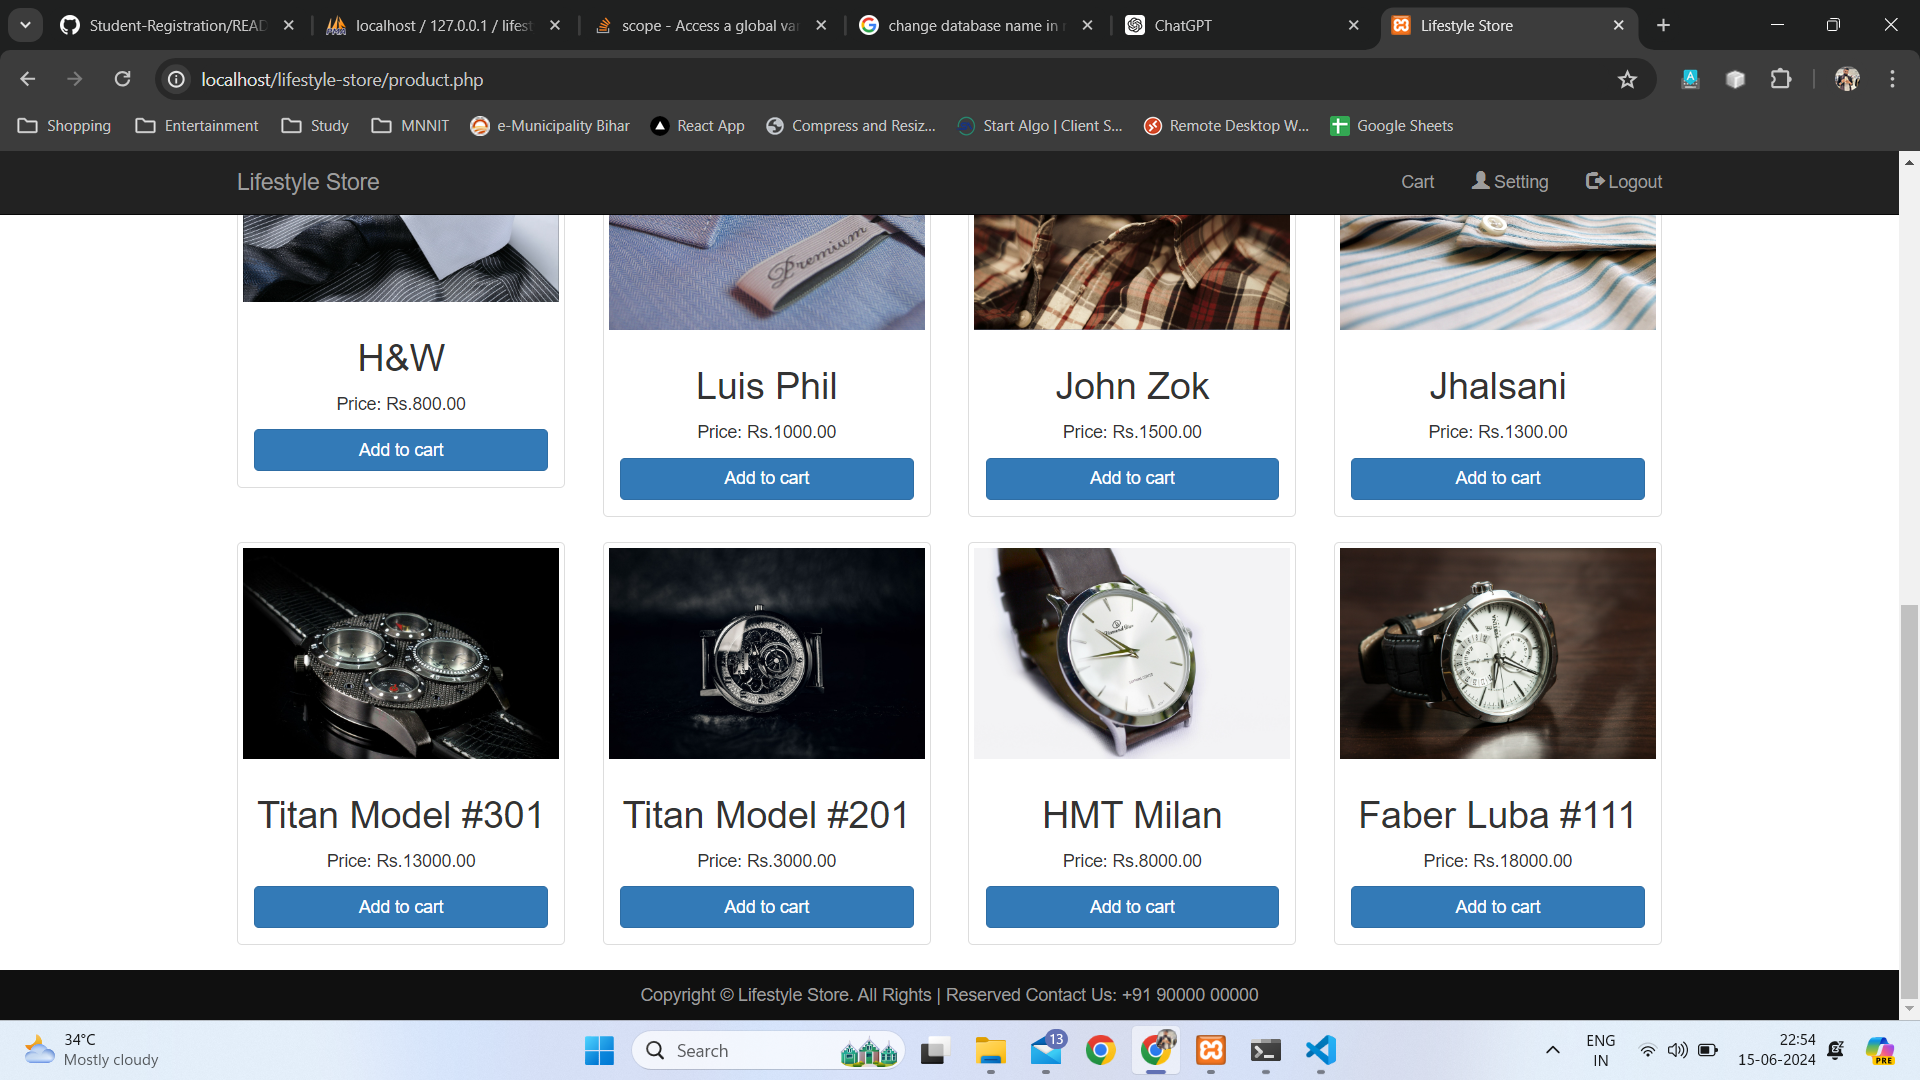 Student-Registration/READ
localhost / 127.0.0.1 / lifest
scope - Access a global va
change database name in
ChatGPT
Lifestyle Store
localhost/lifestyle-store/product.php
Shopping
Entertainment
Study
MNNIT
e-Municipality Bihar
React App
Compress and Resiz...
Start Algo | Client S...
Remote Desktop W...
Google Sheets
Lifestyle Store
Cart
Setting
Logout
Premium
H&W
Price: Rs.800.00
Add to cart
Luis Phil
Price: Rs.1000.00
Add to cart
John Zok
Price: Rs.1500.00
Add to cart
Jhalsani
Price: Rs.1300.00
Add to cart
Titan Model #301
Price: Rs.13000.00
Add to cart
Titan Model #201
Price: Rs.3000.00
Add to cart
HMT Milan
Price: Rs.8000.00
Add to cart
Faber Luba #111
Price: Rs.18000.00
Add to cart
Copyright © Lifestyle Store. All Rights | Reserved Contact Us: +91 90000 00000
34°C
Mostly cloudy
Search
13
ENG
IN
22:54
15-06-2024
PRE